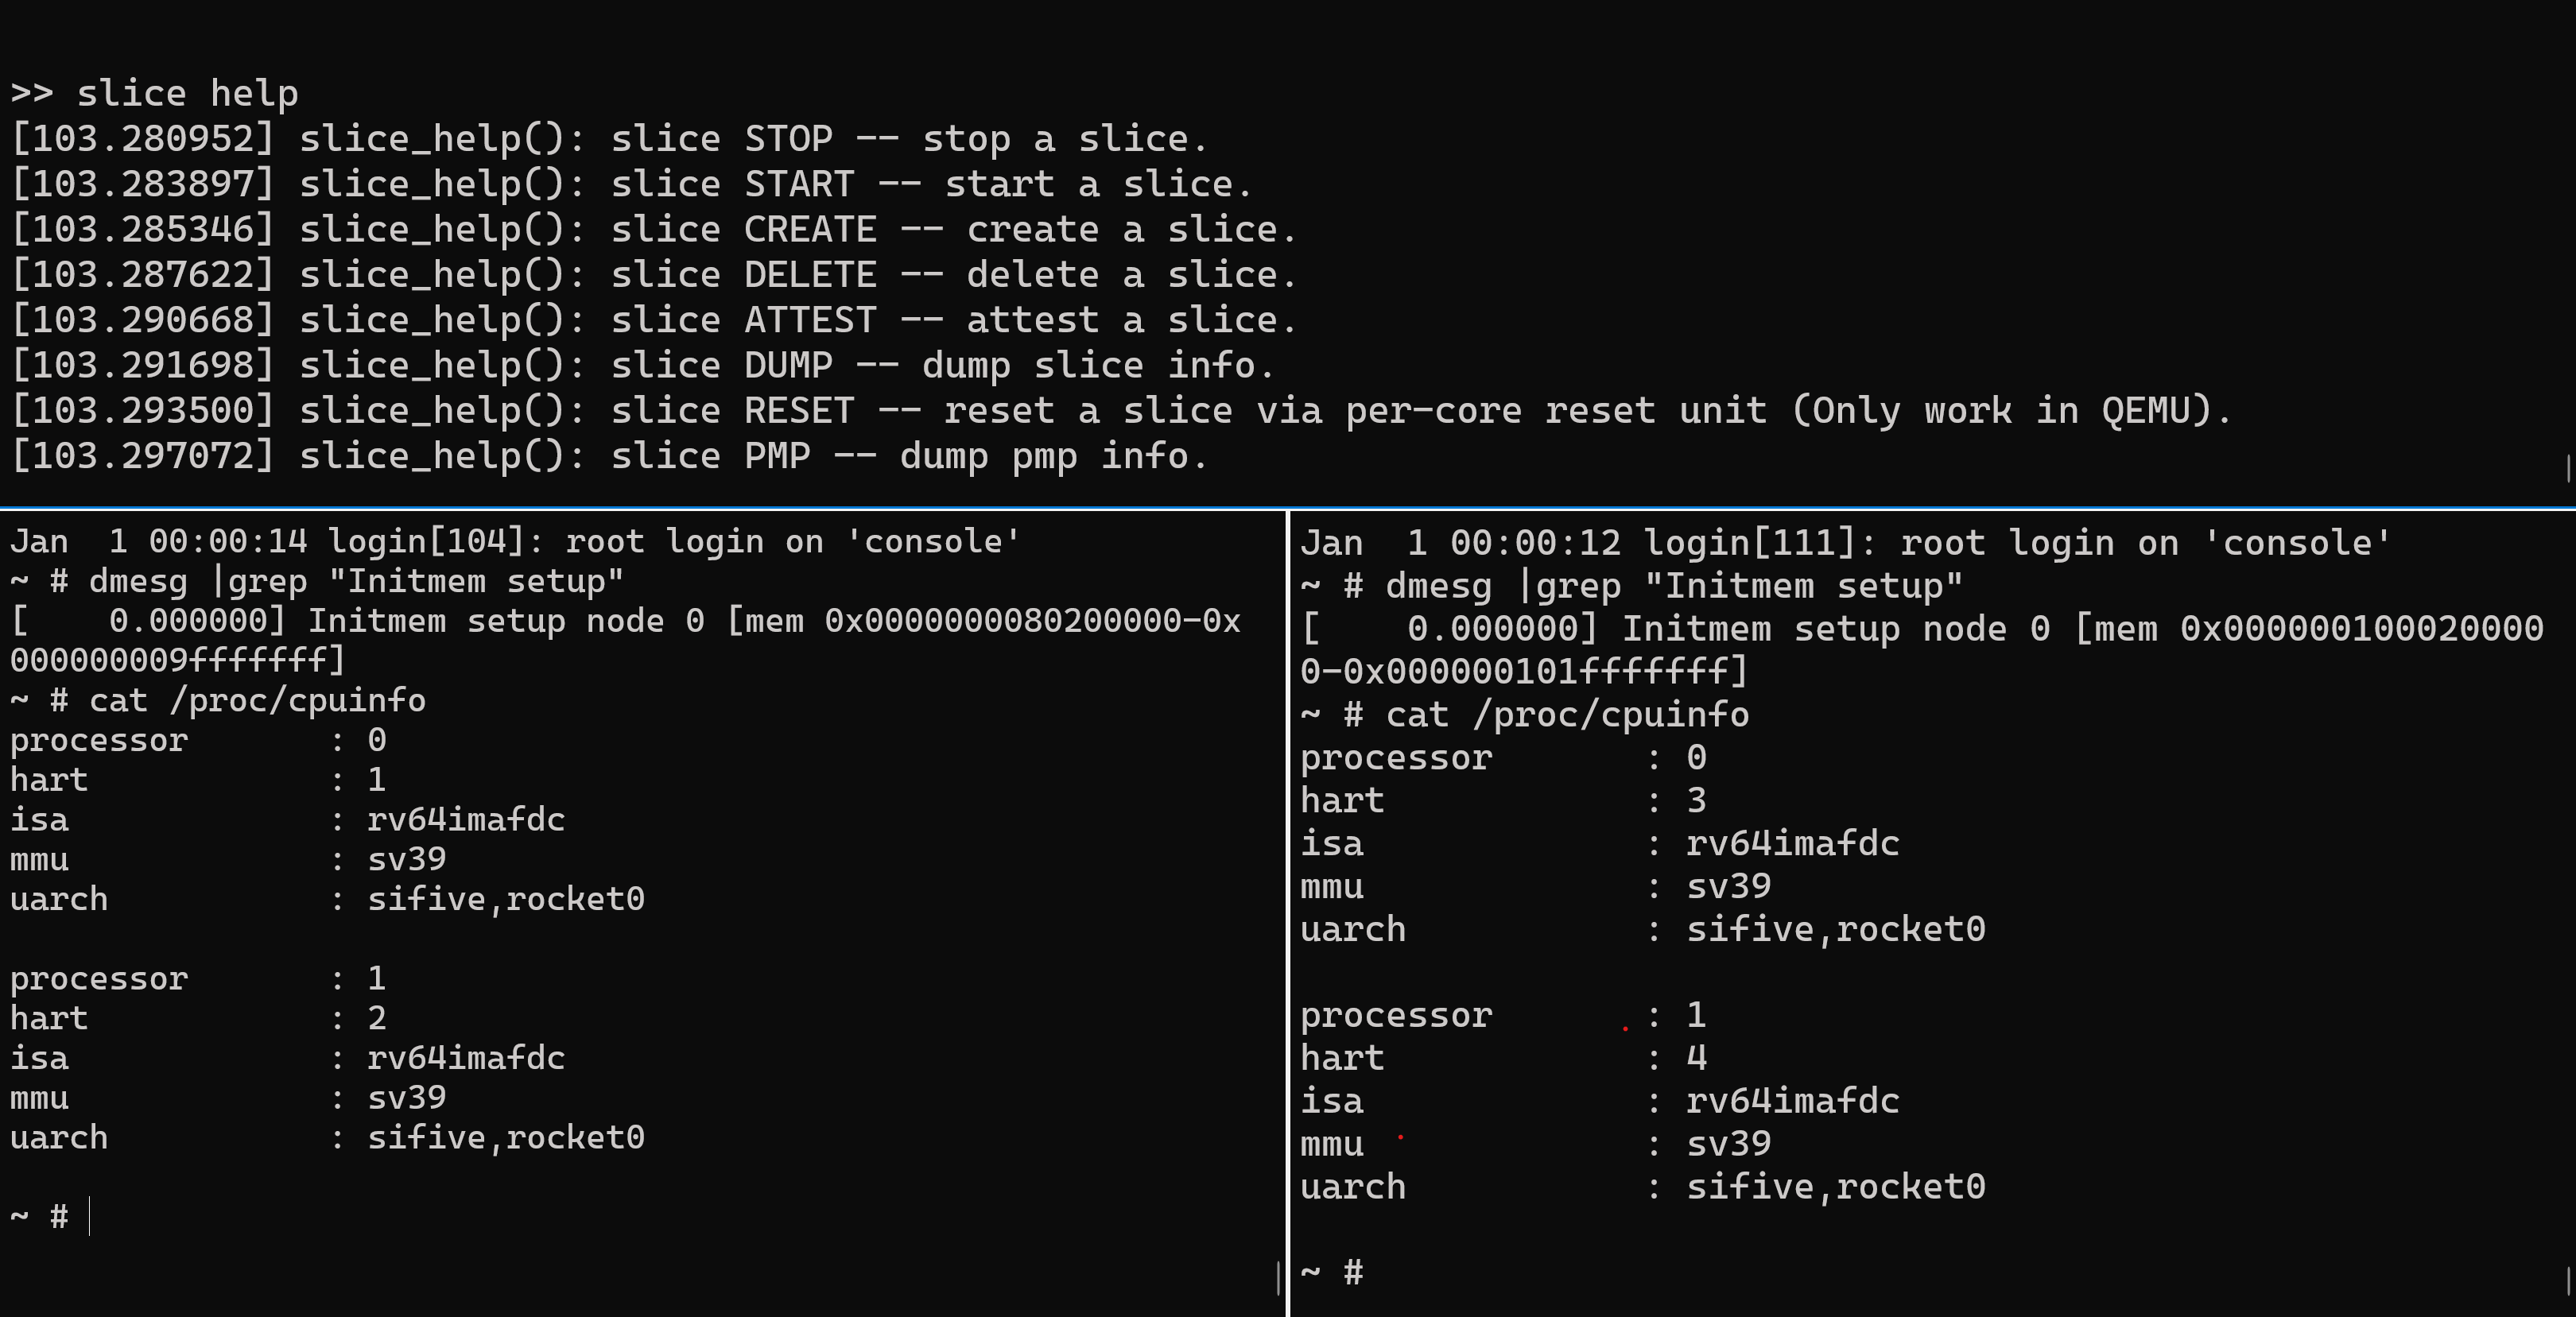 >> slice help
[103.280952] slice_help(): slice STOP -- stop a slice.
[103.283897] slice_help(): slice START -- start a slice.
[103.285346] slice_help(): slice CREATE -- create a slice.
[103.287622] slice_help(): slice DELETE -- delete a slice.
[103.290668] slice_help(): slice ATTEST -- attest a slice.
[103.291698] slice_help(): slice DUMP -- dump slice info.
[103.293500] slice_help(): slice RESET -- reset a slice via per-core reset unit (Only work in QEMU).
[103.297072] slice_help(): slice PMP -- dump pmp info.
Jan  1 00:00:14 login[104]: root login on 'console'
~ # dmesg |grep "Initmem setup"
[    0.000000] Initmem setup node 0 [mem 0x0000000080200000-0x
000000009fffffff]
~ # cat /proc/cpuinfo
processor       : 0
hart            : 1
isa             : rv64imafdc
mmu             : sv39
uarch           : sifive,rocket0
processor       : 1
hart            : 2
isa             : rv64imafdc
mmu             : sv39
uarch           : sifive,rocket0
~ #
Jan  1 00:00:12 login[111]: root login on 'console'
~ # dmesg |grep "Initmem setup"
[    0.000000] Initmem setup node 0 [mem 0x000000100020000
0-0x000000101fffffff]
~ # cat /proc/cpuinfo
processor       : 0
hart            : 3
isa             : rv64imafdc
mmu             : sv39
uarch           : sifive,rocket0
processor       : 1
hart            : 4
isa             : rv64imafdc
mmu             : sv39
uarch           : sifive,rocket0
~ #